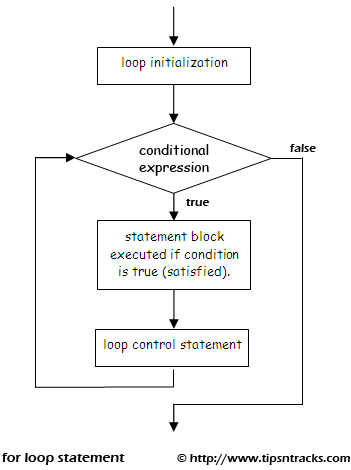 loop initialization
conditional
expression
false
true
statement block
executed if condition
is true (satisfied).
loop control statement
for loop statement
© http://www.tipsntracks.com